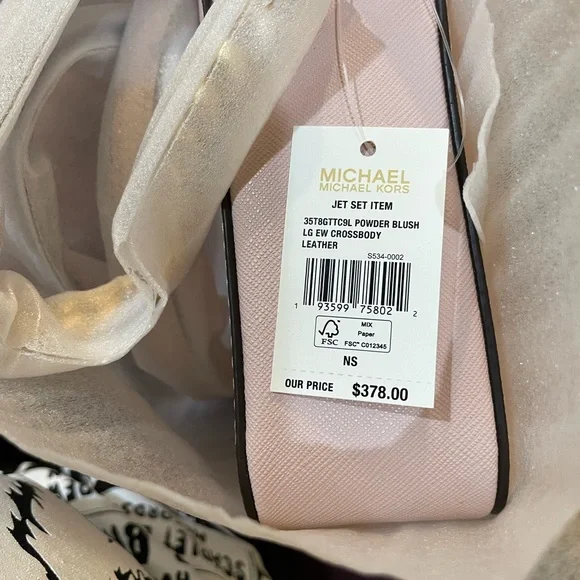 MICHAEL
MICHAEL KORS
JET SET ITEM
35T8GTTC9L POWDER BLUSH
LG EW CROSSBODY
LEATHER
S534-0002
1 93599 75802 2
FSC
MIX
Paper
FSC™ C012345
NS
OUR PRICE $378.00